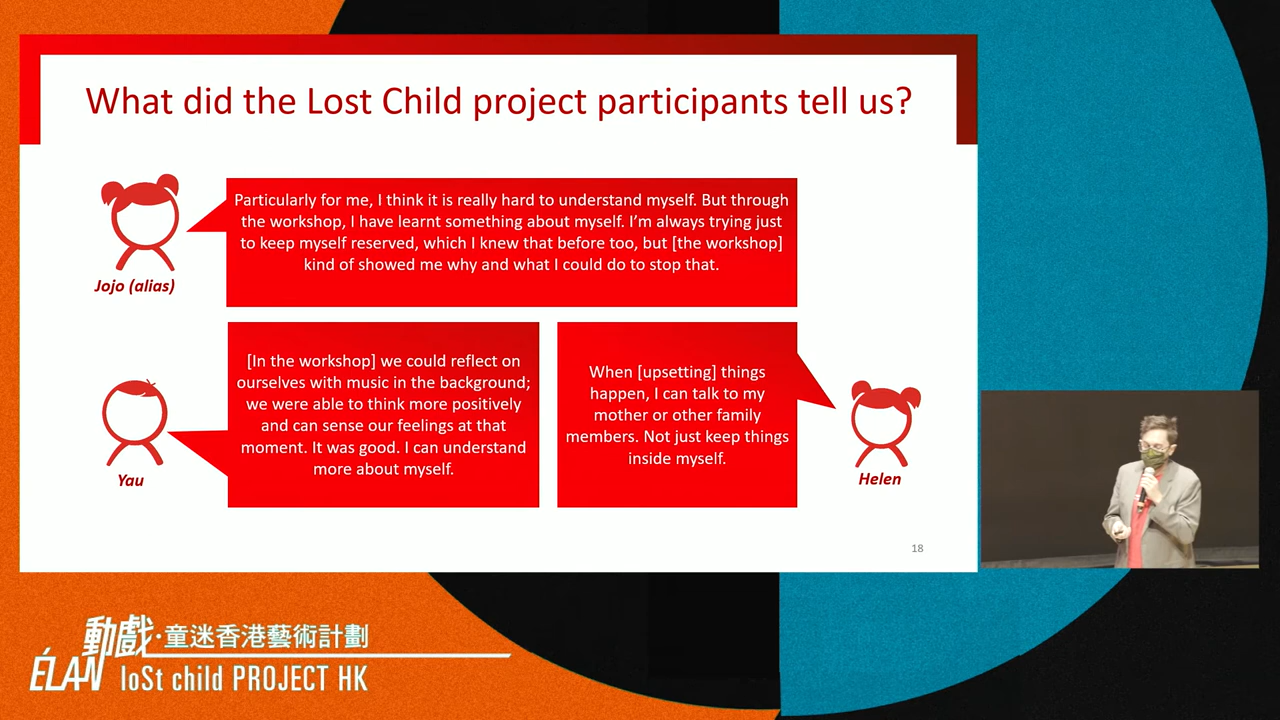 What did the Lost Child project participants tell us?
Particularly for me, I think it is really hard to understand myself. But through
the workshop, I have learnt something about myself. I'm always trying just
to keep myself reserved, which I knew that before too, but [the workshop]
kind of showed me why and what I could do to stop that.
Jojo (alias)
[In the workshop] we could reflect on
ourselves with music in the background;
we were able to think more positively
and can sense our feelings at that
moment. It was good. I can understand
more about myself.
Yau
When [upsetting] things
happen, I can talk to my
mother or other family
members. Not just keep things
inside myself.
Helen
18
動戲·童迷香港藝術計劃
ÉLAN loSt child PROJECT HK